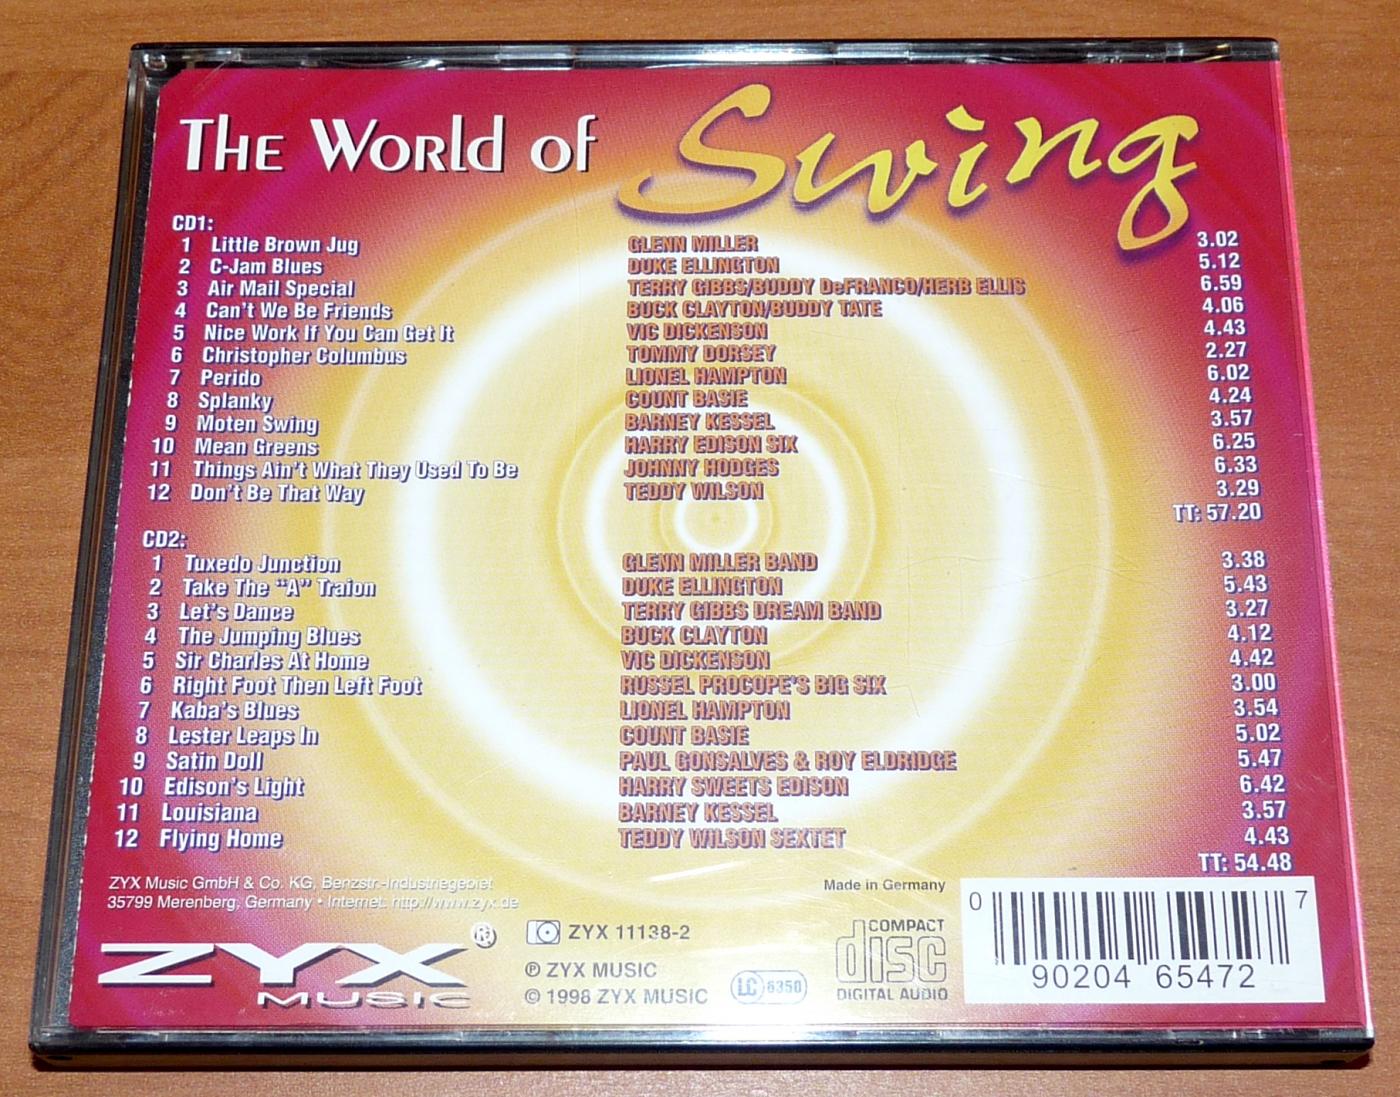 The World of Swing
CD1:
1 Little Brown Jug GLENN MILLER 3.02
2 C-Jam Blues DUKE ELLINGTON 5.12
3 Air Mail Special TERRY GIBBS/BUDDY DeFRANCO/HERB ELLIS 6.59
4 Can't We Be Friends BUCK CLAYTON/BUDDY TATE 4.06
5 Nice Work If You Can Get It VIC DICKENSON 4.43
6 Christopher Columbus TOMMY DORSEY 2.27
7 Perido LIONEL HAMPTON 6.02
8 Splanky COUNT BASIE 4.24
9 Moten Swing BARNEY KESSEL 3.57
10 Mean Greens HARRY EDISON SIX 6.25
11 Things Ain't What They Used To Be JOHNNY HODGES 6.33
12 Don't Be That Way TEDDY WILSON 3.29
TT: 57.20
CD2:
1 Tuxedo Junction GLENN MILLER BAND 3.38
2 Take The "A" Traion DUKE ELLINGTON 5.43
3 Let's Dance TERRY GIBBS DREAM BAND 3.27
4 The Jumping Blues BUCK CLAYTON 4.12
5 Sir Charles At Home VIC DICKENSON 4.42
6 Right Foot Then Left Foot RUSSEL PROCOPE'S BIG SIX 3.00
7 Kaba's Blues LIONEL HAMPTON 3.54
8 Lester Leaps In COUNT BASIE 5.02
9 Satin Doll PAUL GONSALVES & ROY ELDRIDGE 5.47
10 Edison's Light HARRY SWEETS EDISON 6.42
11 Louisiana BARNEY KESSEL 3.57
12 Flying Home TEDDY WILSON SEXTET 4.43
TT: 54.48
ZYX Music GmbH & Co. KG, Benzstr.-Industriegebiet
35799 Merenberg, Germany • Internet: http://www.zyx.de
ZYX ®
MUSIC
ZYX 11138-2
℗ ZYX MUSIC
© 1998 ZYX MUSIC
LC 6350
Made in Germany
COMPACT
disc
DIGITAL AUDIO
0 90204 65472 7